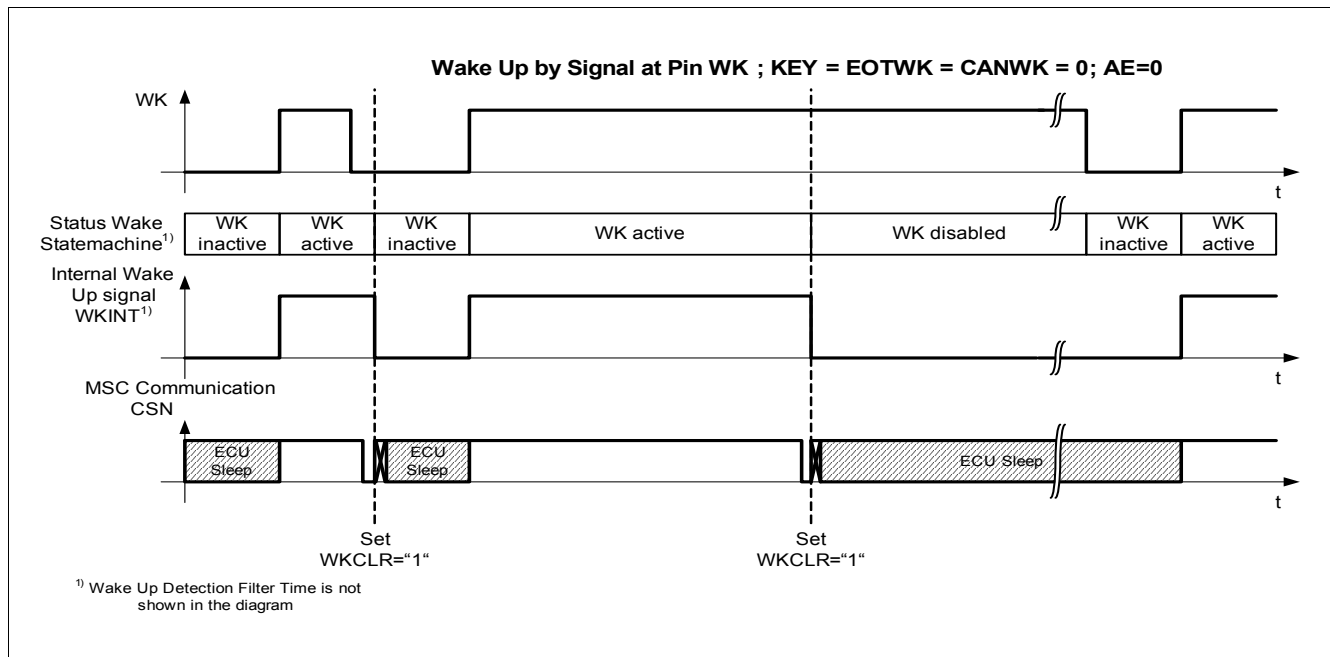 Wake Up by Signal at Pin WK ; KEY = EOTWK = CANWK = 0; AE=0
WK
t
Status Wake
Statemachine1)
WK
inactive
WK
active
WK
inactive
WK active
WK disabled
WK
inactive
WK
active
Internal Wake
Up signal
WKINT1)
t
MSC Communication
CSN
ECU
Sleep
ECU
Sleep
ECU Sleep
t
Set
WKCLR=“1“
Set
WKCLR=“1“
1) Wake Up Detection Filter Time is not
shown in the diagram